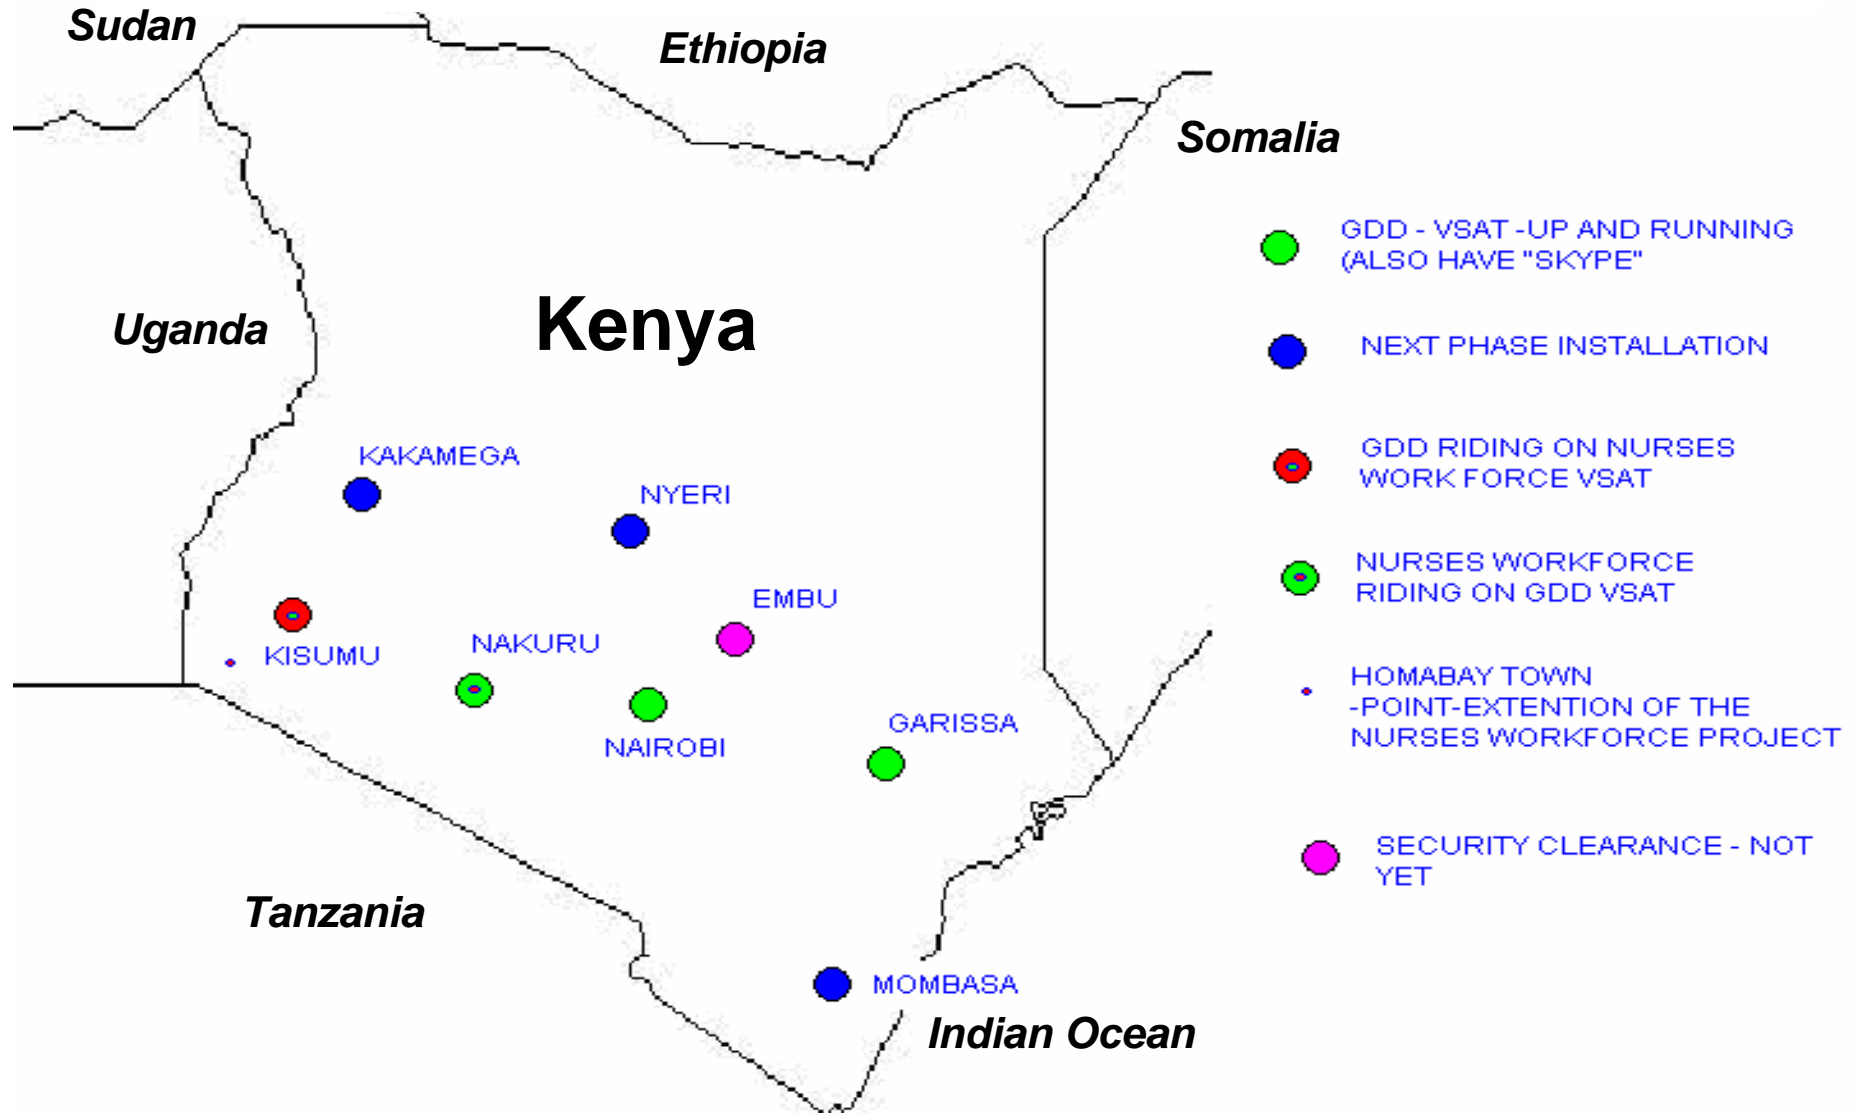 Sudan
Ethiopia
Somalia
Uganda
Kenya
KAKAMEGA
NYERI
EMBU
KISUMU
NAKURU
NAIROBI
GARISSA
Tanzania
MOMBASA
Indian Ocean
GDD - VSAT -UP AND RUNNING
(ALSO HAVE "SKYPE"
NEXT PHASE INSTALLATION
GDD RIDING ON NURSES
WORK FORCE VSAT
NURSES WORKFORCE
RIDING ON GDD VSAT
HOMABAY TOWN
-POINT-EXTENTION OF THE
NURSES WORKFORCE PROJECT
SECURITY CLEARANCE - NOT
YET